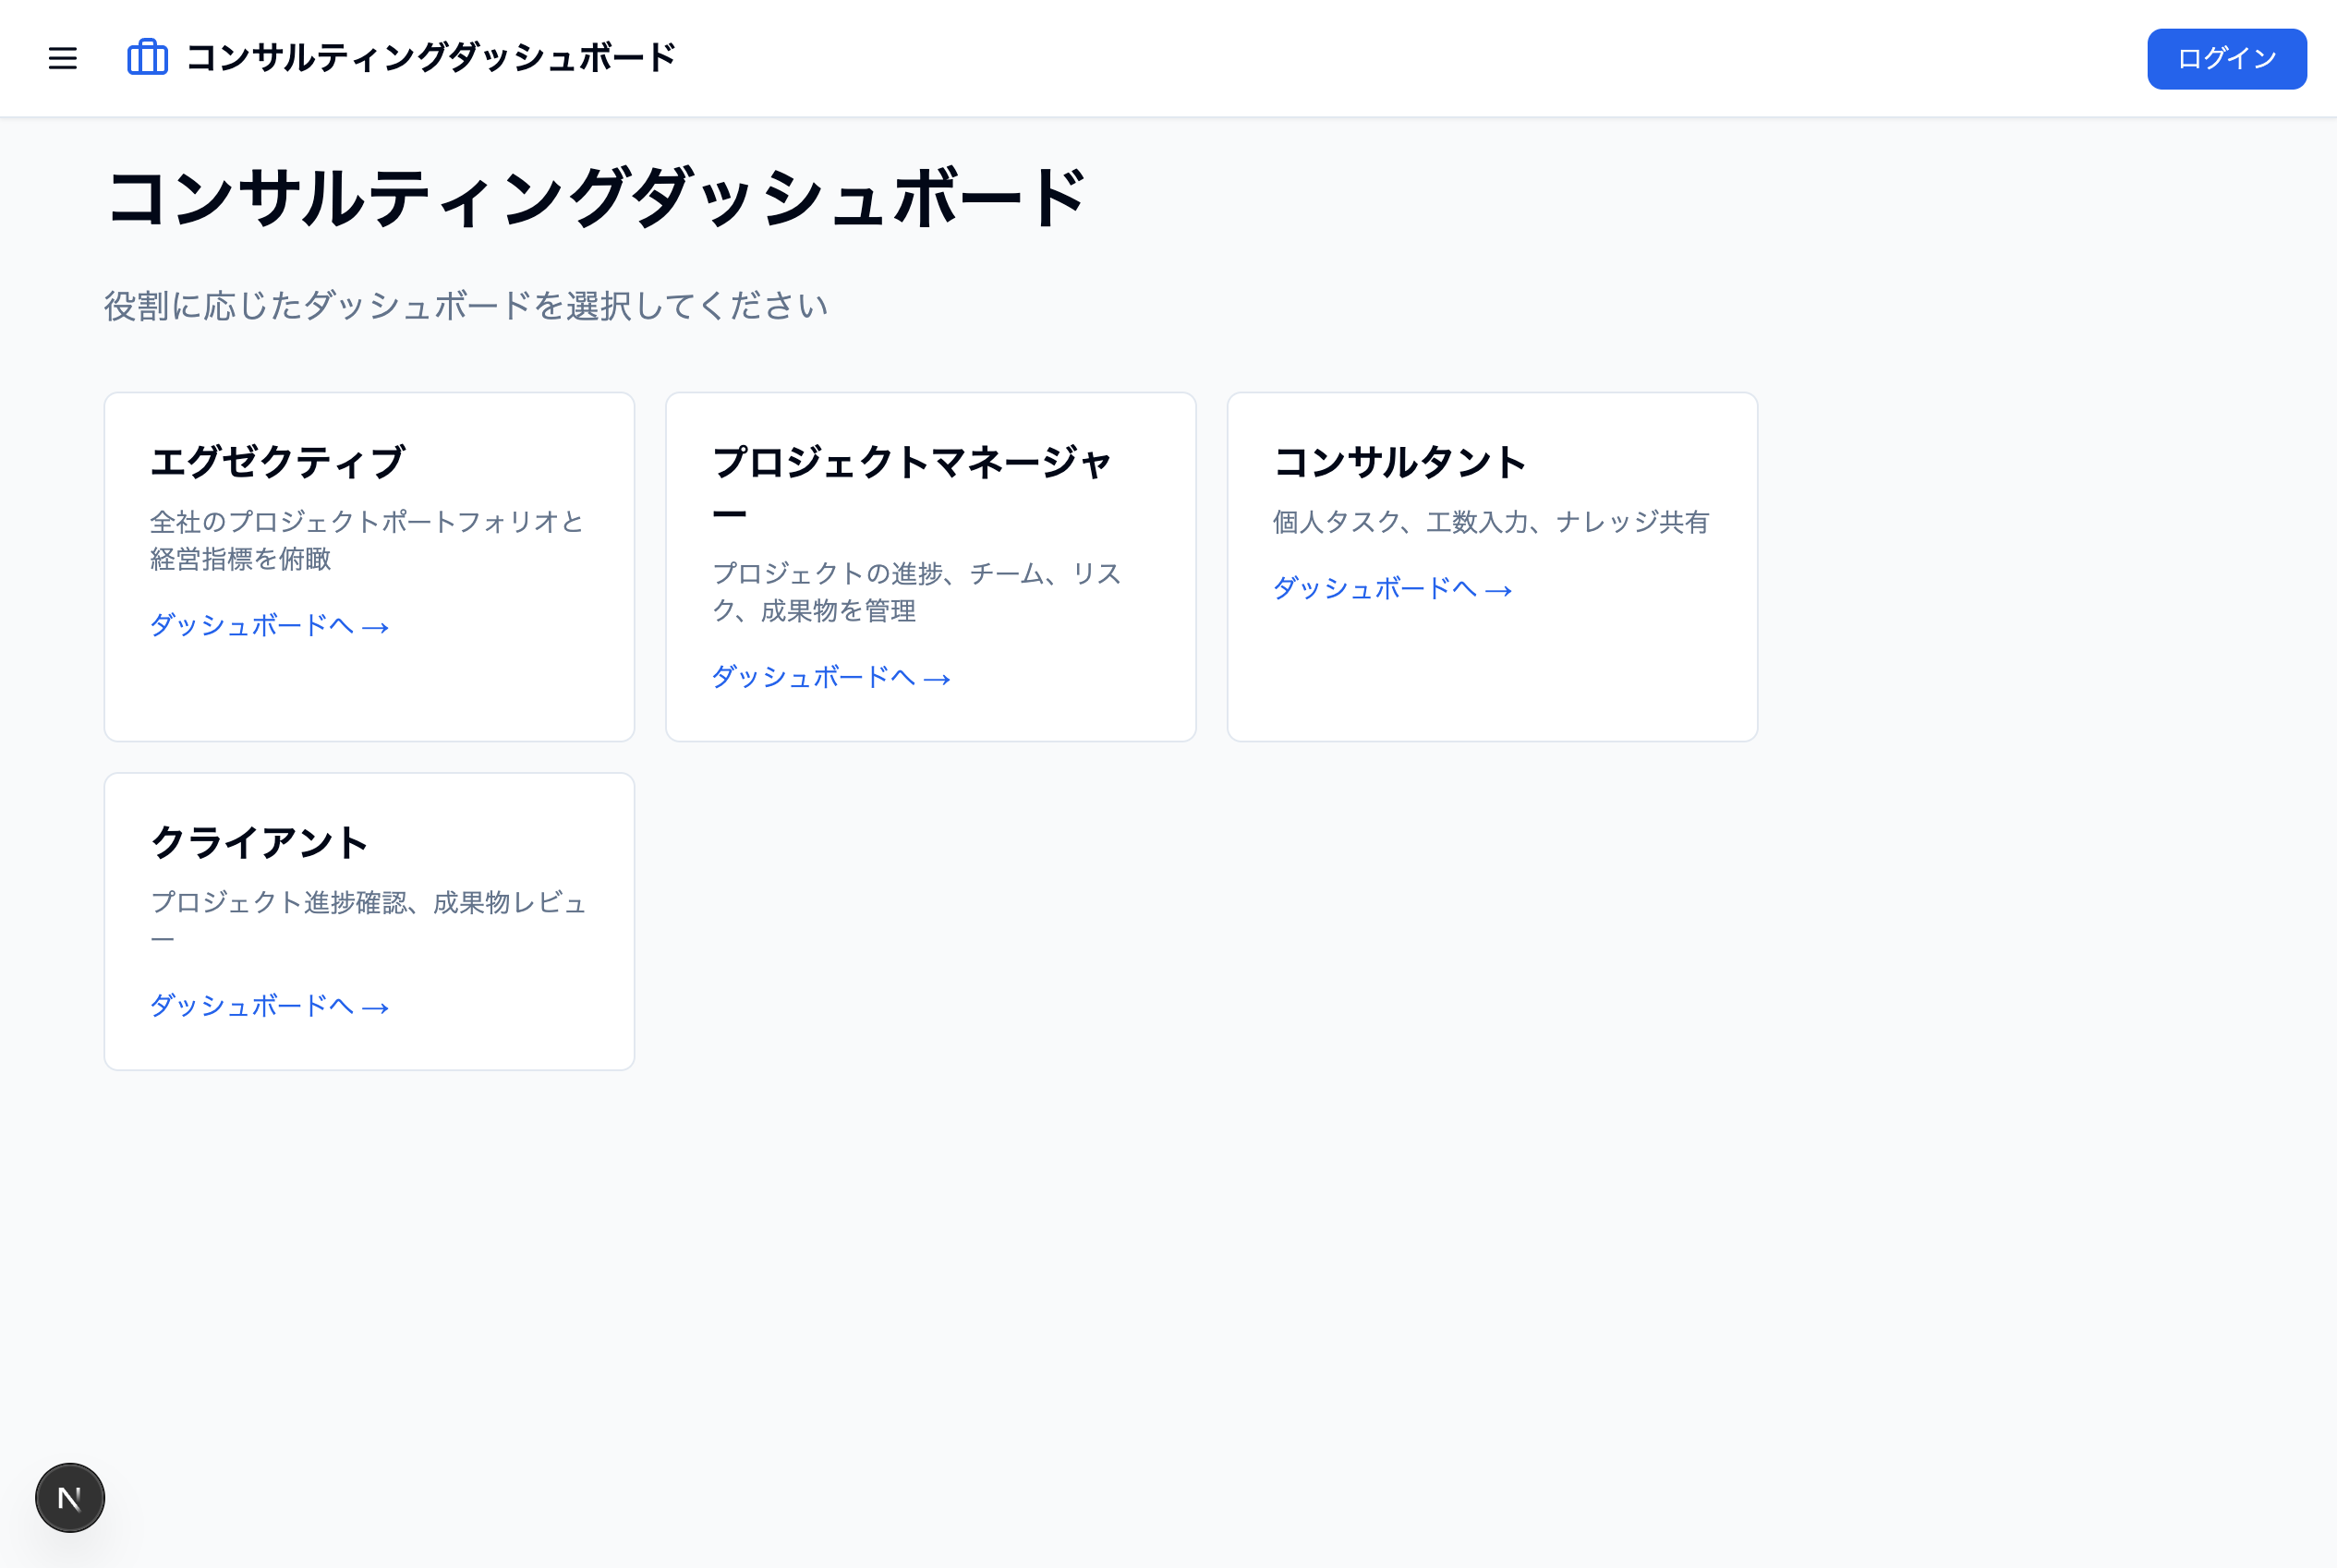 コンサルティングダッシュボード
ログイン
コンサルティングダッシュボード
役割に応じたダッシュボードを選択してください
エグゼクティブ
全社のプロジェクトポートフォリオと
経営指標を俯瞰
ダッシュボードへ →
プロジェクトマネージャ
ー
プロジェクトの進捗、チーム、リス
ク、成果物を管理
ダッシュボードへ →
コンサルタント
個人タスク、工数入力、ナレッジ共有
ダッシュボードへ →
クライアント
プロジェクト進捗確認、成果物レビュ
ー
ダッシュボードへ →
N